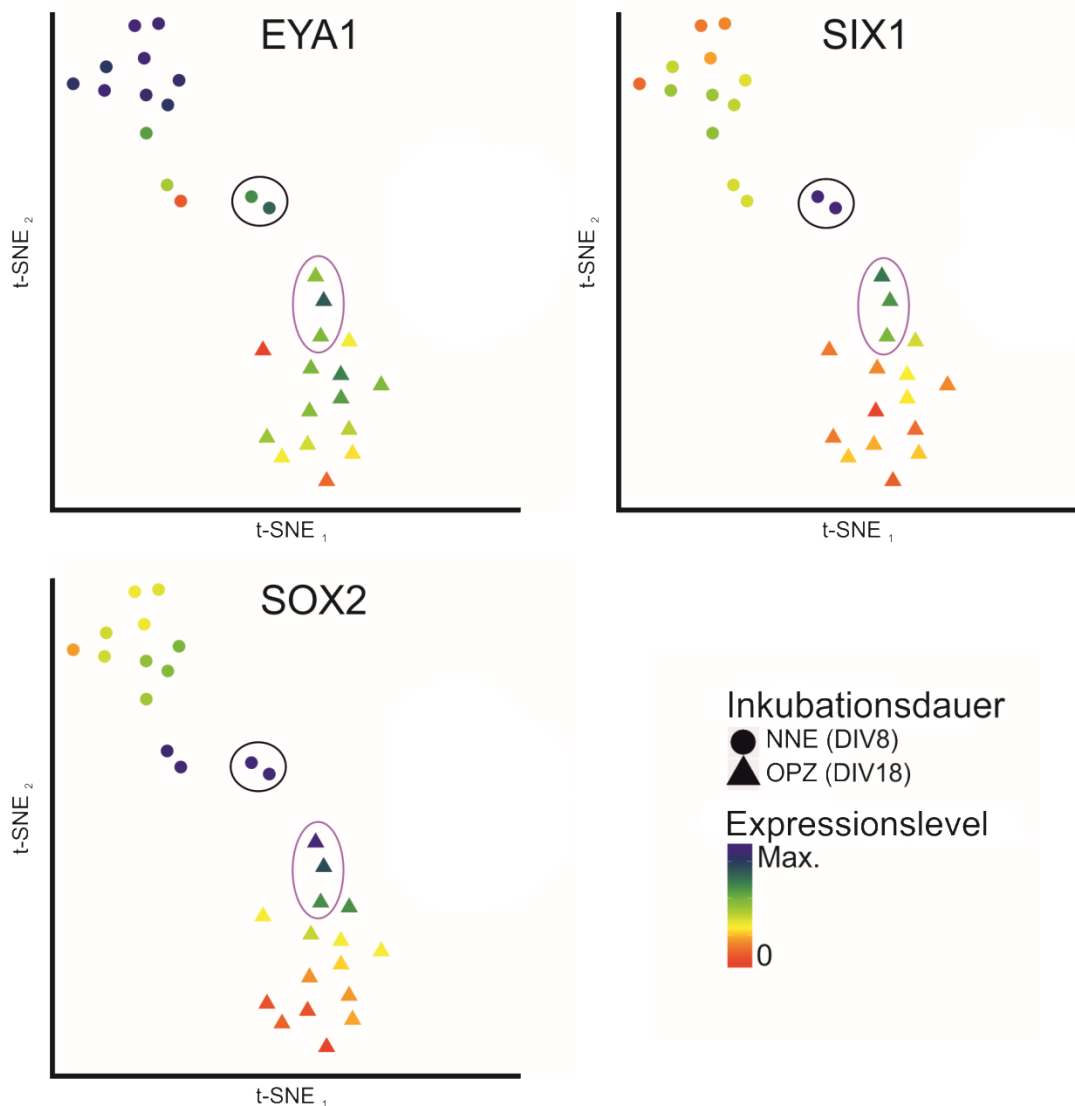 EYA1
t-SNE 2
t-SNE 1
SIX1
t-SNE 2
t-SNE 1
SOX2
t-SNE 2
t-SNE 1
Inkubationsdauer
NNE (DIV8)
OPZ (DIV18)
Expressionslevel
Max.
0